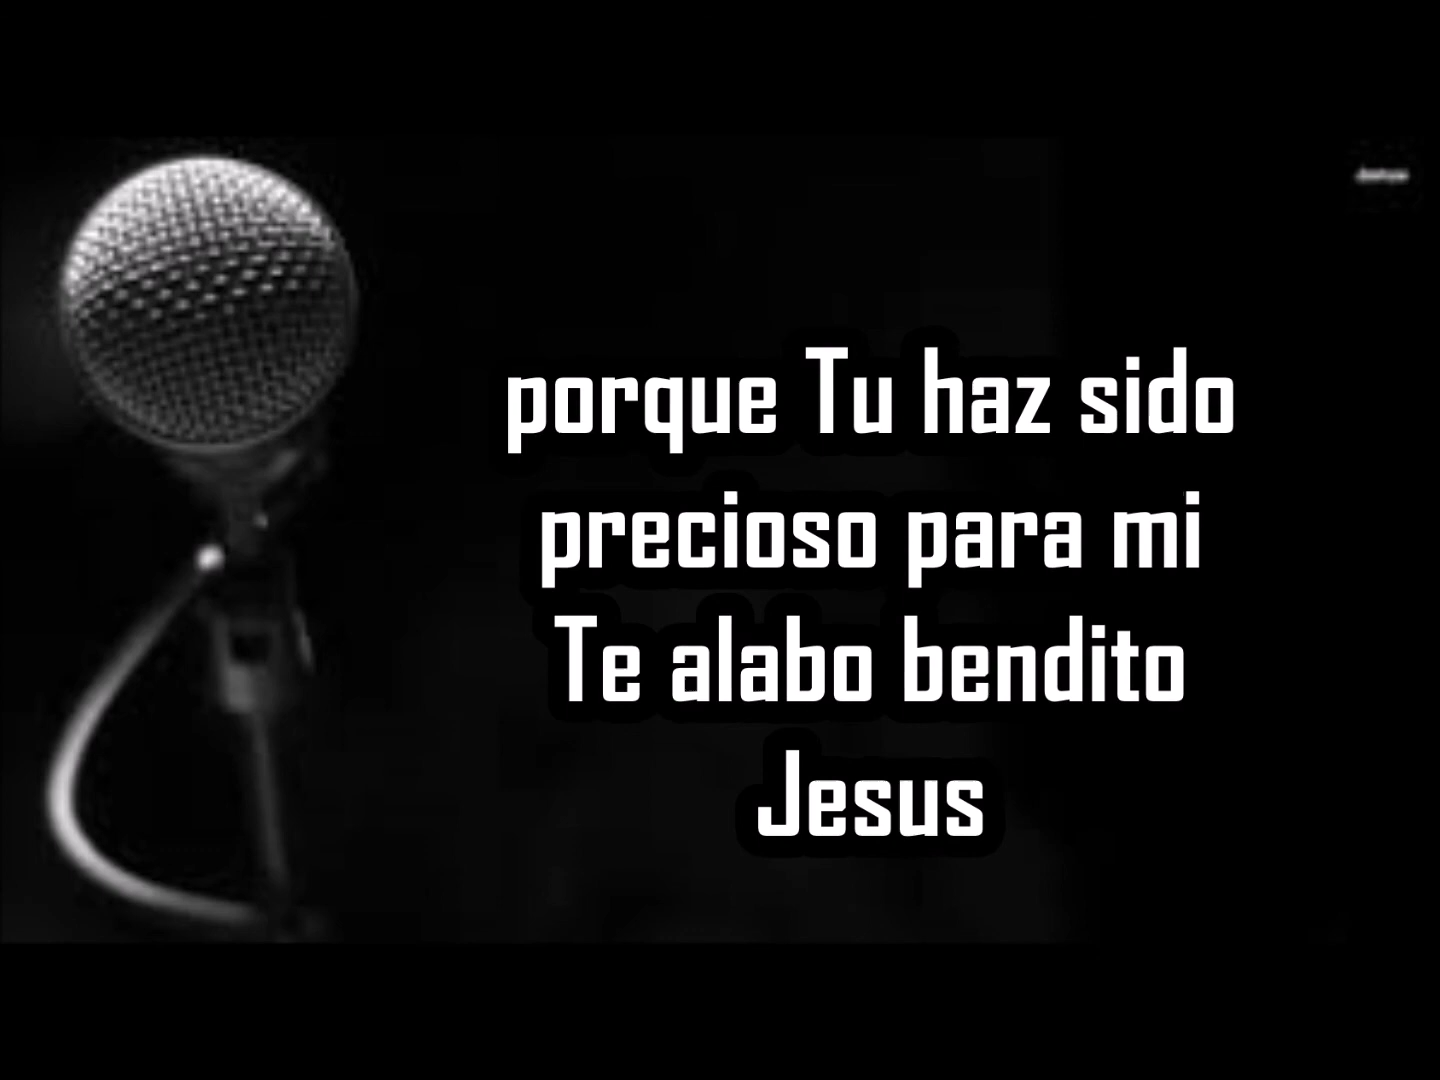 porque Tu haz sido
precioso para mi
Te alabo bendito
Jesus